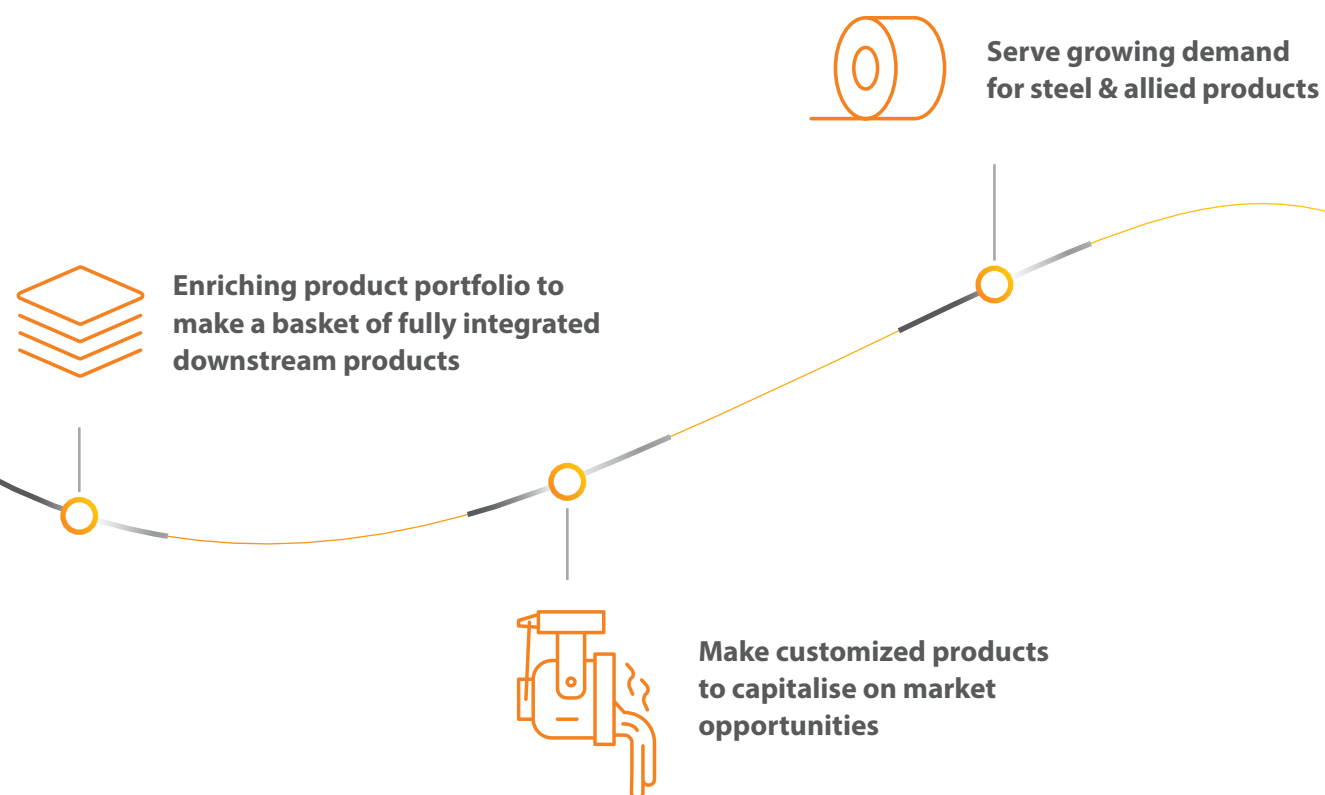 Serve growing demand
for steel & allied products
Enriching product portfolio to
make a basket of fully integrated
downstream products
Make customized products
to capitalise on market
opportunities